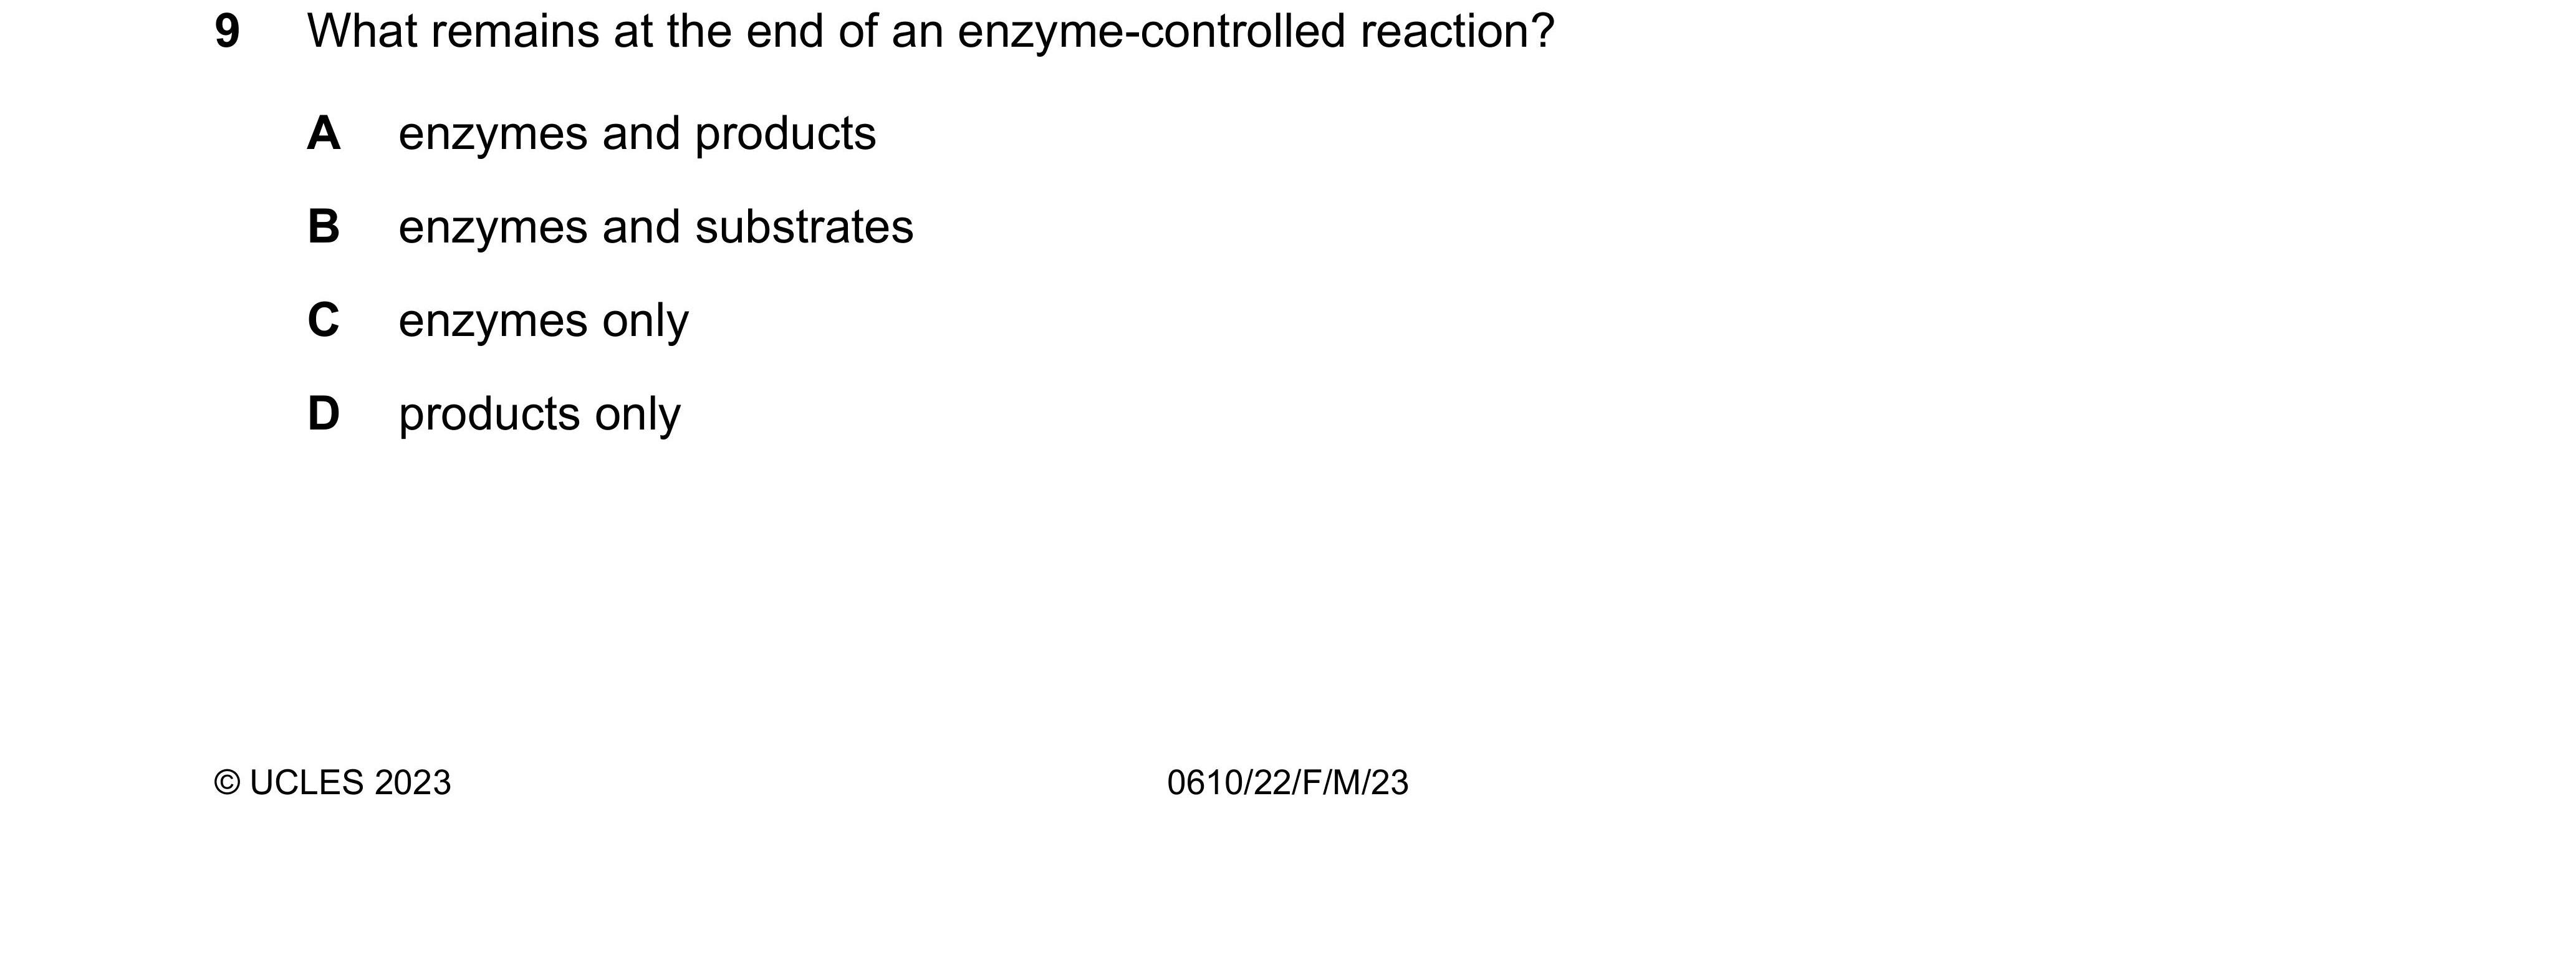 9 What remains at the end of an enzyme-controlled reaction?
A enzymes and products
B enzymes and substrates
C enzymes only
D products only
© UCLES 2023 0610/22/F/M/23